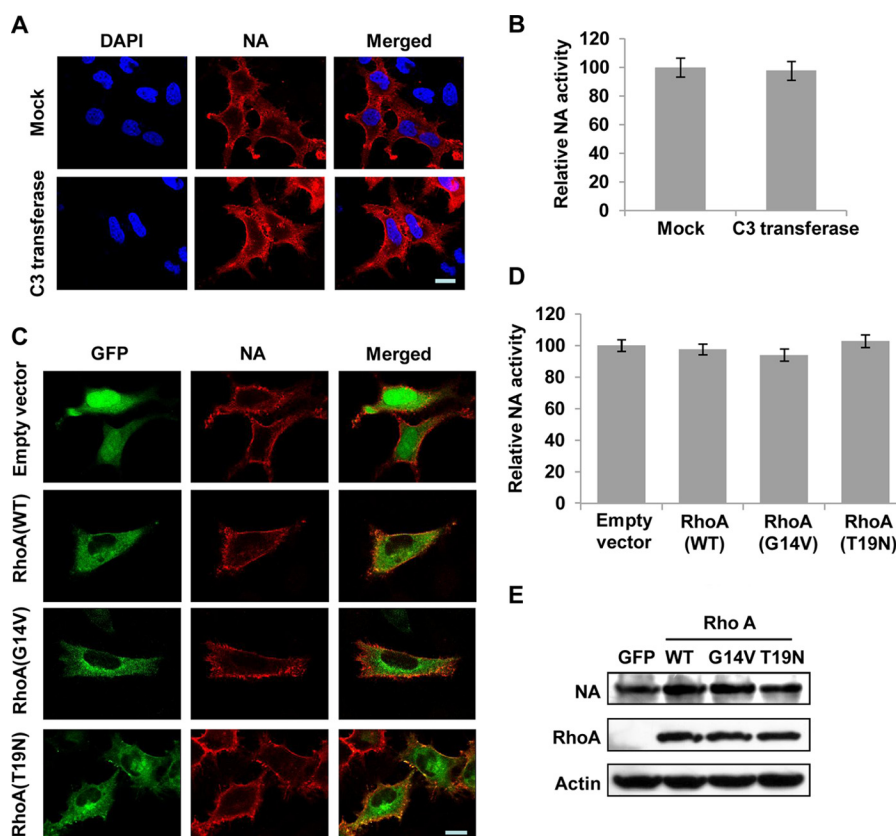 A
DAPI NA Merged
Mock
C3 transferase
B
Relative NA activity
120
100
80
60
40
20
0
Mock C3 transferase
C
GFP NA Merged
Empty vector
RhoA(WT)
RhoA(G14V)
RhoA(T19N)
D
Relative NA activity
120
100
80
60
40
20
0
Empty vector
RhoA (WT)
RhoA (G14V)
RhoA (T19N)
E
Rho A
GFP WT G14V T19N
NA
RhoA
Actin